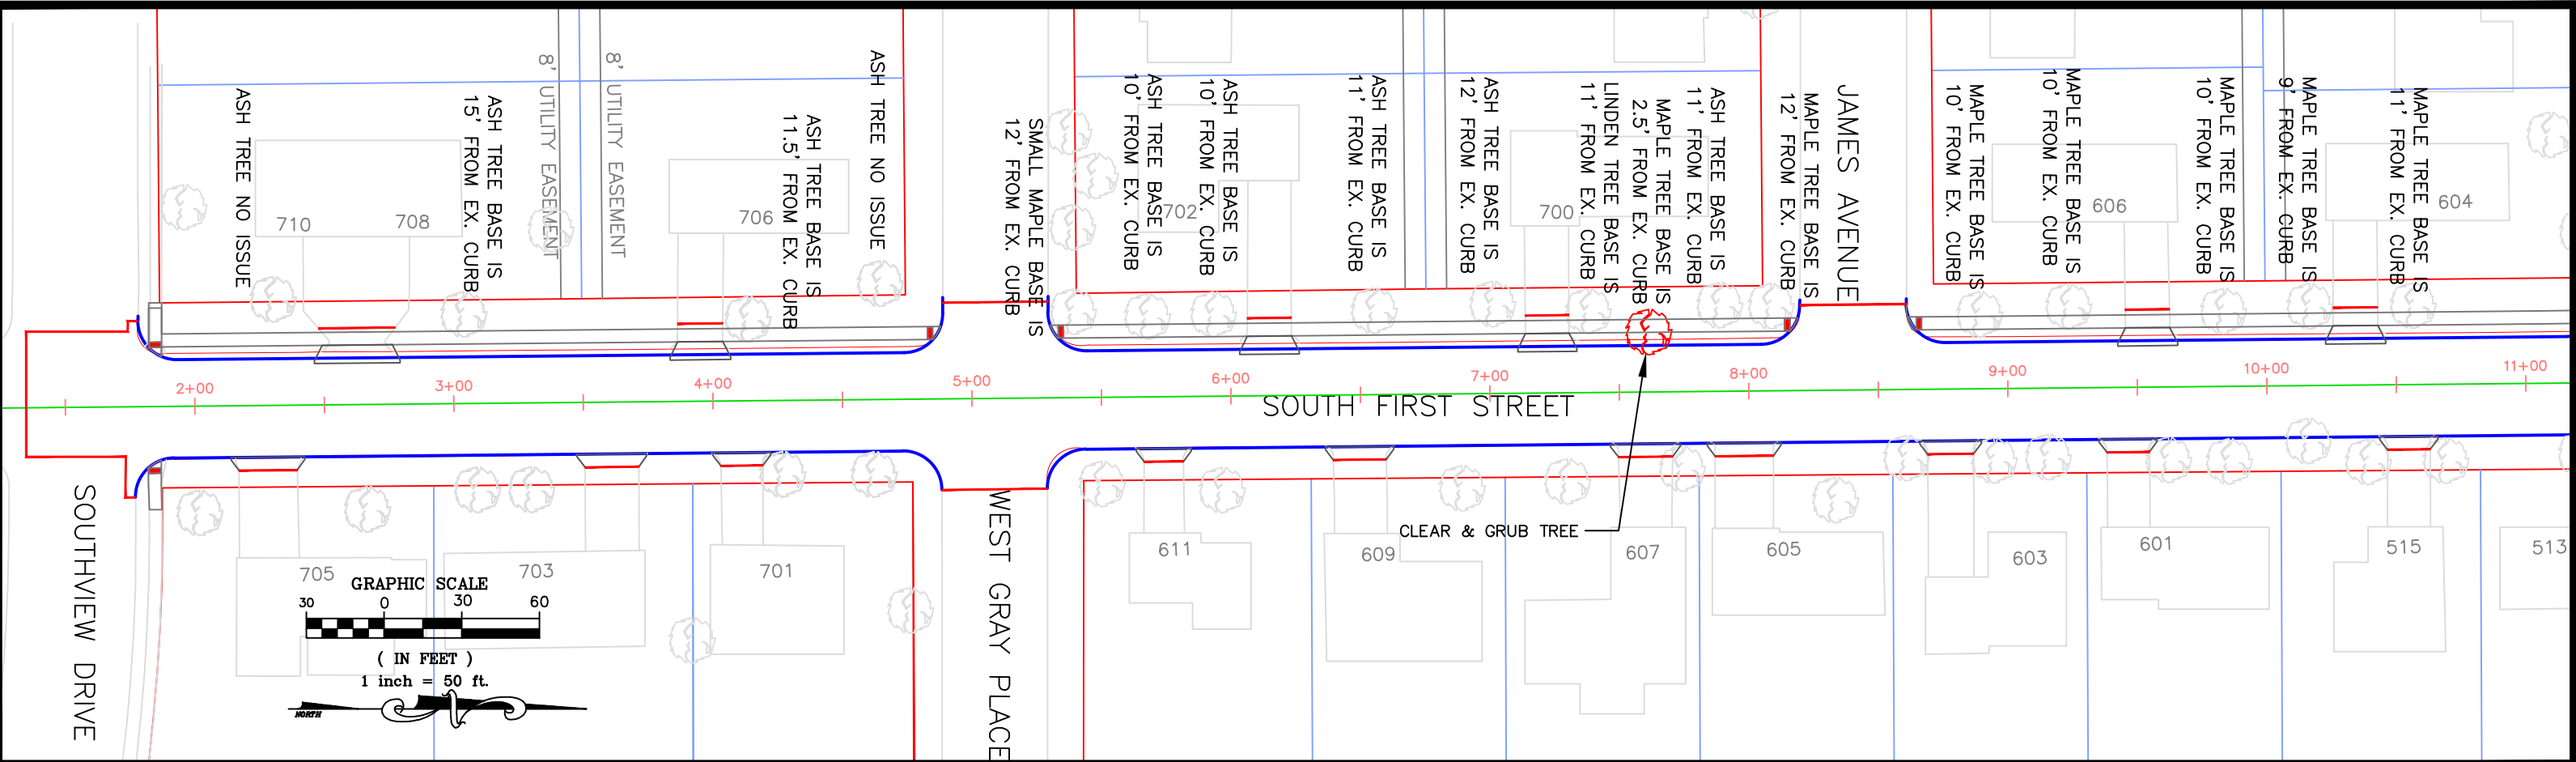 ASH TREE NO ISSUE
ASH TREE BASE IS
15' FROM EX. CURB
8' UTILITY EASEMENT
8' UTILITY EASEMENT
ASH TREE BASE IS
11.5' FROM EX. CURB
ASH TREE NO ISSUE
SMALL MAPLE BASE IS
12' FROM EX. CURB
ASH TREE BASE IS
10' FROM EX. CURB
ASH TREE BASE IS
10' FROM EX. CURB
ASH TREE BASE IS
11' FROM EX. CURB
ASH TREE BASE IS
12' FROM EX. CURB
LINDEN TREE BASE IS
11' FROM EX. CURB
MAPLE TREE BASE IS
2.5' FROM EX. CURB
ASH TREE BASE IS
11' FROM EX. CURB
MAPLE TREE BASE IS
12' FROM EX. CURB
JAMES AVENUE
MAPLE TREE BASE IS
10' FROM EX. CURB
MAPLE TREE BASE IS
10' FROM EX. CURB
MAPLE TREE BASE IS
10' FROM EX. CURB
MAPLE TREE BASE IS
9' FROM EX. CURB
MAPLE TREE BASE IS
11' FROM EX. CURB
710
708
706
702
700
606
604
2+00
3+00
4+00
5+00
6+00
7+00
8+00
9+00
10+00
11+00
SOUTH FIRST STREET
CLEAR & GRUB TREE
SOUTHVIEW DRIVE
WEST GRAY PLACE
705
703
701
611
609
607
605
603
601
515
513
GRAPHIC SCALE
30 0 30 60
( IN FEET )
1 inch = 50 ft.
NORTH